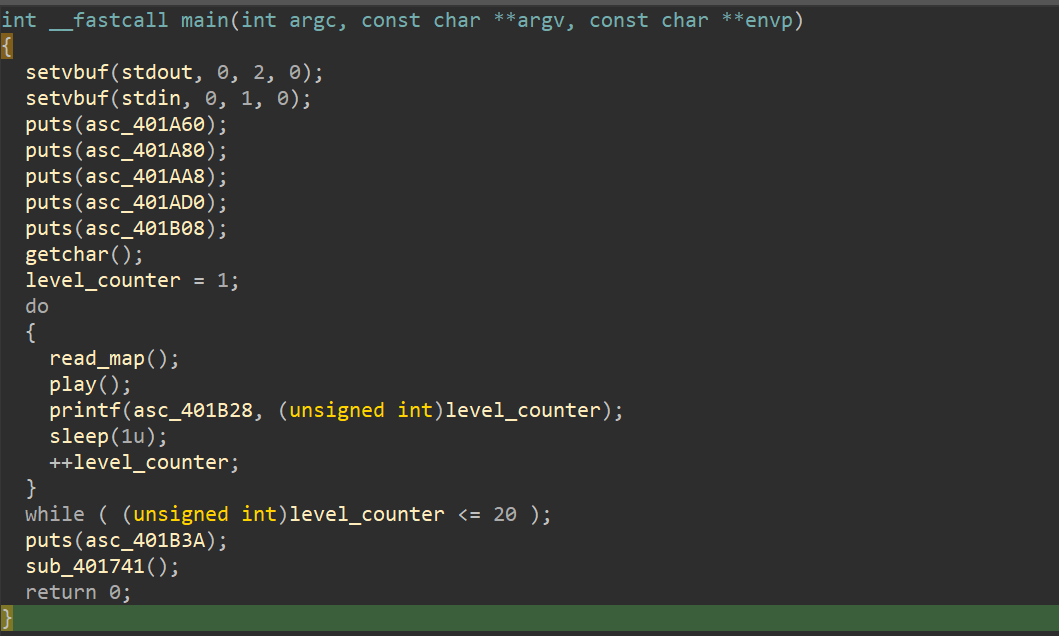 int __fastcall main(int argc, const char **argv, const char **envp)
{
  setvbuf(stdout, 0, 2, 0);
  setvbuf(stdin, 0, 1, 0);
  puts(asc_401A60);
  puts(asc_401A80);
  puts(asc_401AA8);
  puts(asc_401AD0);
  puts(asc_401B08);
  getchar();
  level_counter = 1;
  do
  {
    read_map();
    play();
    printf(asc_401B28, (unsigned int)level_counter);
    sleep(1u);
    ++level_counter;
  }
  while ( (unsigned int)level_counter <= 20 );
  puts(asc_401B3A);
  sub_401741();
  return 0;
}